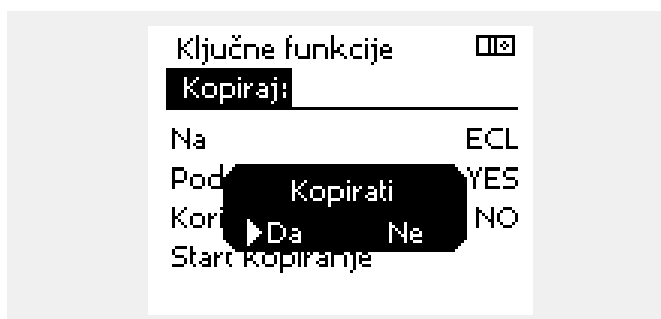 Ključne funkcije
Kopiraj:
Na ECL
Pod YES
Kopirati
Kori NO
Da Ne
Start Kopiranje